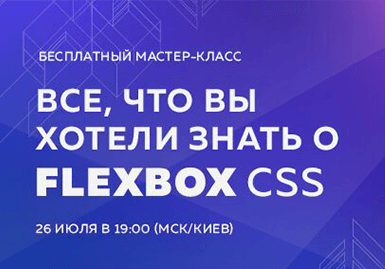 БЕСПЛАТНЫЙ МАСТЕР-КЛАСС
ВСЕ, ЧТО ВЫ
ХОТЕЛИ ЗНАТЬ О
FLEXBOX CSS
26 ИЮЛЯ В 19:00 (МСК/КИЕВ)